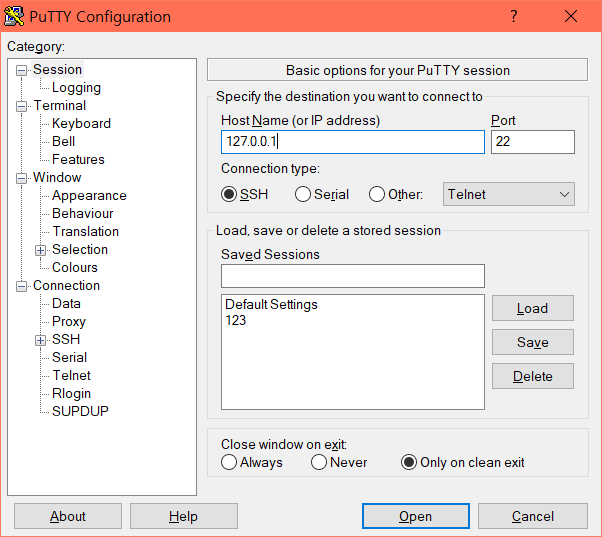 PuTTY Configuration ? ×
Category:
Session
Logging
Terminal
Keyboard
Bell
Features
Window
Appearance
Behaviour
Translation
Selection
Colours
Connection
Data
Proxy
SSH
Serial
Telnet
Rlogin
SUPDUP
Basic options for your PuTTY session
Specify the destination you want to connect to
Host Name (or IP address) Port
127.0.0.1 22
Connection type:
SSH Serial Other: Telnet
Load, save or delete a stored session
Saved Sessions
Default Settings
123
Load
Save
Delete
Close window on exit:
Always Never Only on clean exit
About Help Open Cancel